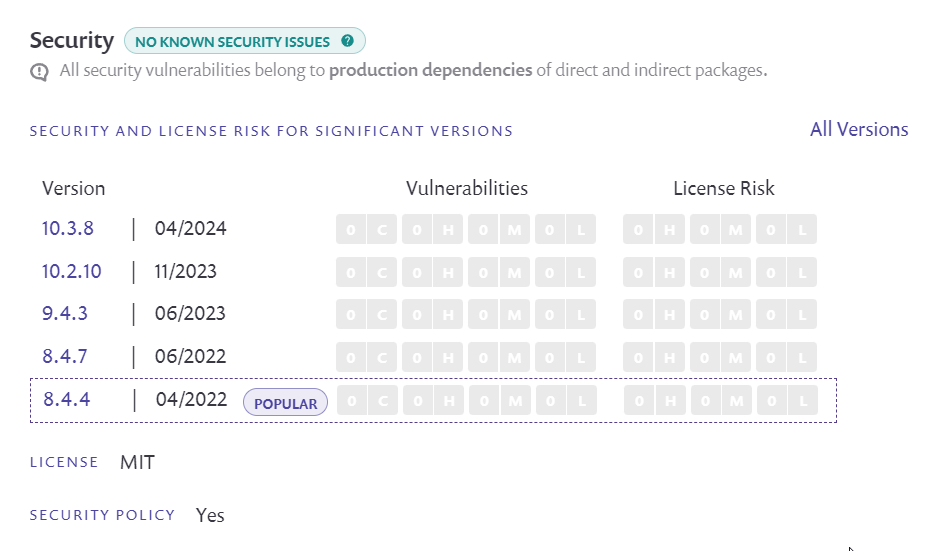 Security NO KNOWN SECURITY ISSUES ?
All security vulnerabilities belong to production dependencies of direct and indirect packages.
SECURITY AND LICENSE RISK FOR SIGNIFICANT VERSIONS All Versions
Version Vulnerabilities License Risk
10.3.8 | 04/2024 0 C 0 H 0 M 0 L 0 H 0 M 0 L
10.2.10 | 11/2023 0 C 0 H 0 M 0 L 0 H 0 M 0 L
9.4.3 | 06/2023 0 C 0 H 0 M 0 L 0 H 0 M 0 L
8.4.7 | 06/2022 0 C 0 H 0 M 0 L 0 H 0 M 0 L
8.4.4 | 04/2022 POPULAR 0 C 0 H 0 M 0 L 0 H 0 M 0 L
LICENSE MIT
SECURITY POLICY Yes